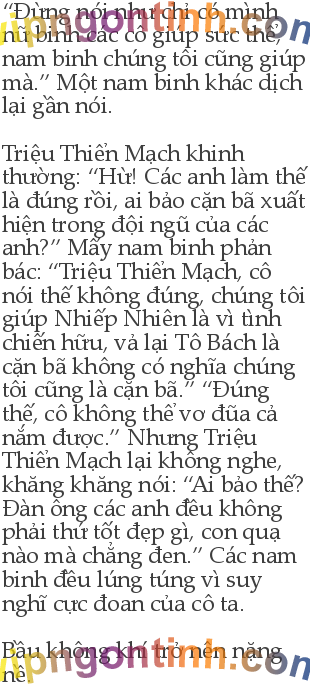 “Đừng nói như chỉ có mình
nữ binh các cô giúp sức thế,
nam binh chúng tôi cũng giúp
mà.” Một nam binh khác dịch
lại gần nói.

Triệu Thiển Mạch khinh
thường: “Hừ! Các anh làm thế
là đúng rồi, ai bảo cặn bã xuất
hiện trong đội ngũ của các
anh?” Mấy nam binh phản
bác: “Triệu Thiển Mạch, cô
nói thế không đúng, chúng tôi
giúp Nhiếp Nhiên là vì tình
chiến hữu, vả lại Tô Bách là
cặn bã không có nghĩa chúng
tôi cũng là cặn bã.” “Đúng
thế, cô không thể vơ đũa cả
nắm được.” Nhưng Triệu
Thiển Mạch lại không nghe,
khăng khăng nói: “Ai bảo thế?
Đàn ông các anh đều không
phải thứ tốt đẹp gì, con quạ
nào mà chẳng đen.” Các nam
binh đều lúng túng vì suy
nghĩ cực đoan của cô ta.

Bầu không khí trở nên nặng
nề.
vipngontinh.com
vipngontinh.com